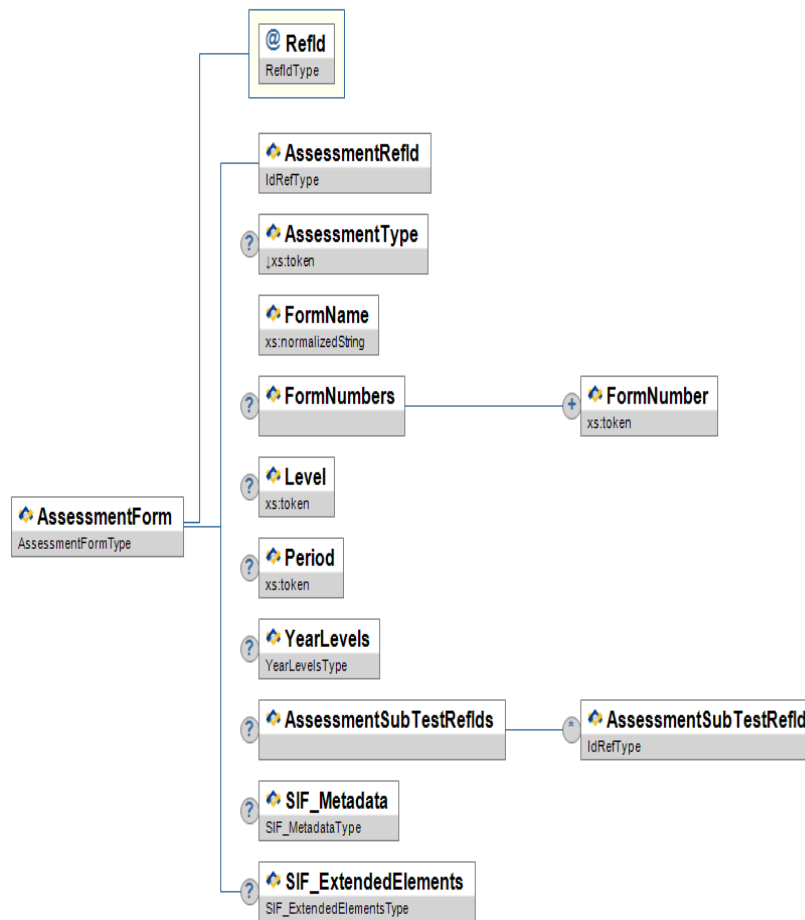 @ RefId
RefIdType
AssessmentRefId
IdRefType
? AssessmentType
↓xs:token
FormName
xs:normalizedString
? FormNumbers
+ FormNumber
xs:token
? Level
xs:token
AssessmentForm
AssessmentFormType
? Period
xs:token
? YearLevels
YearLevelsType
? AssessmentSubTestRefIds
* AssessmentSubTestRefId
IdRefType
? SIF_Metadata
SIF_MetadataType
? SIF_ExtendedElements
SIF_ExtendedElementsType